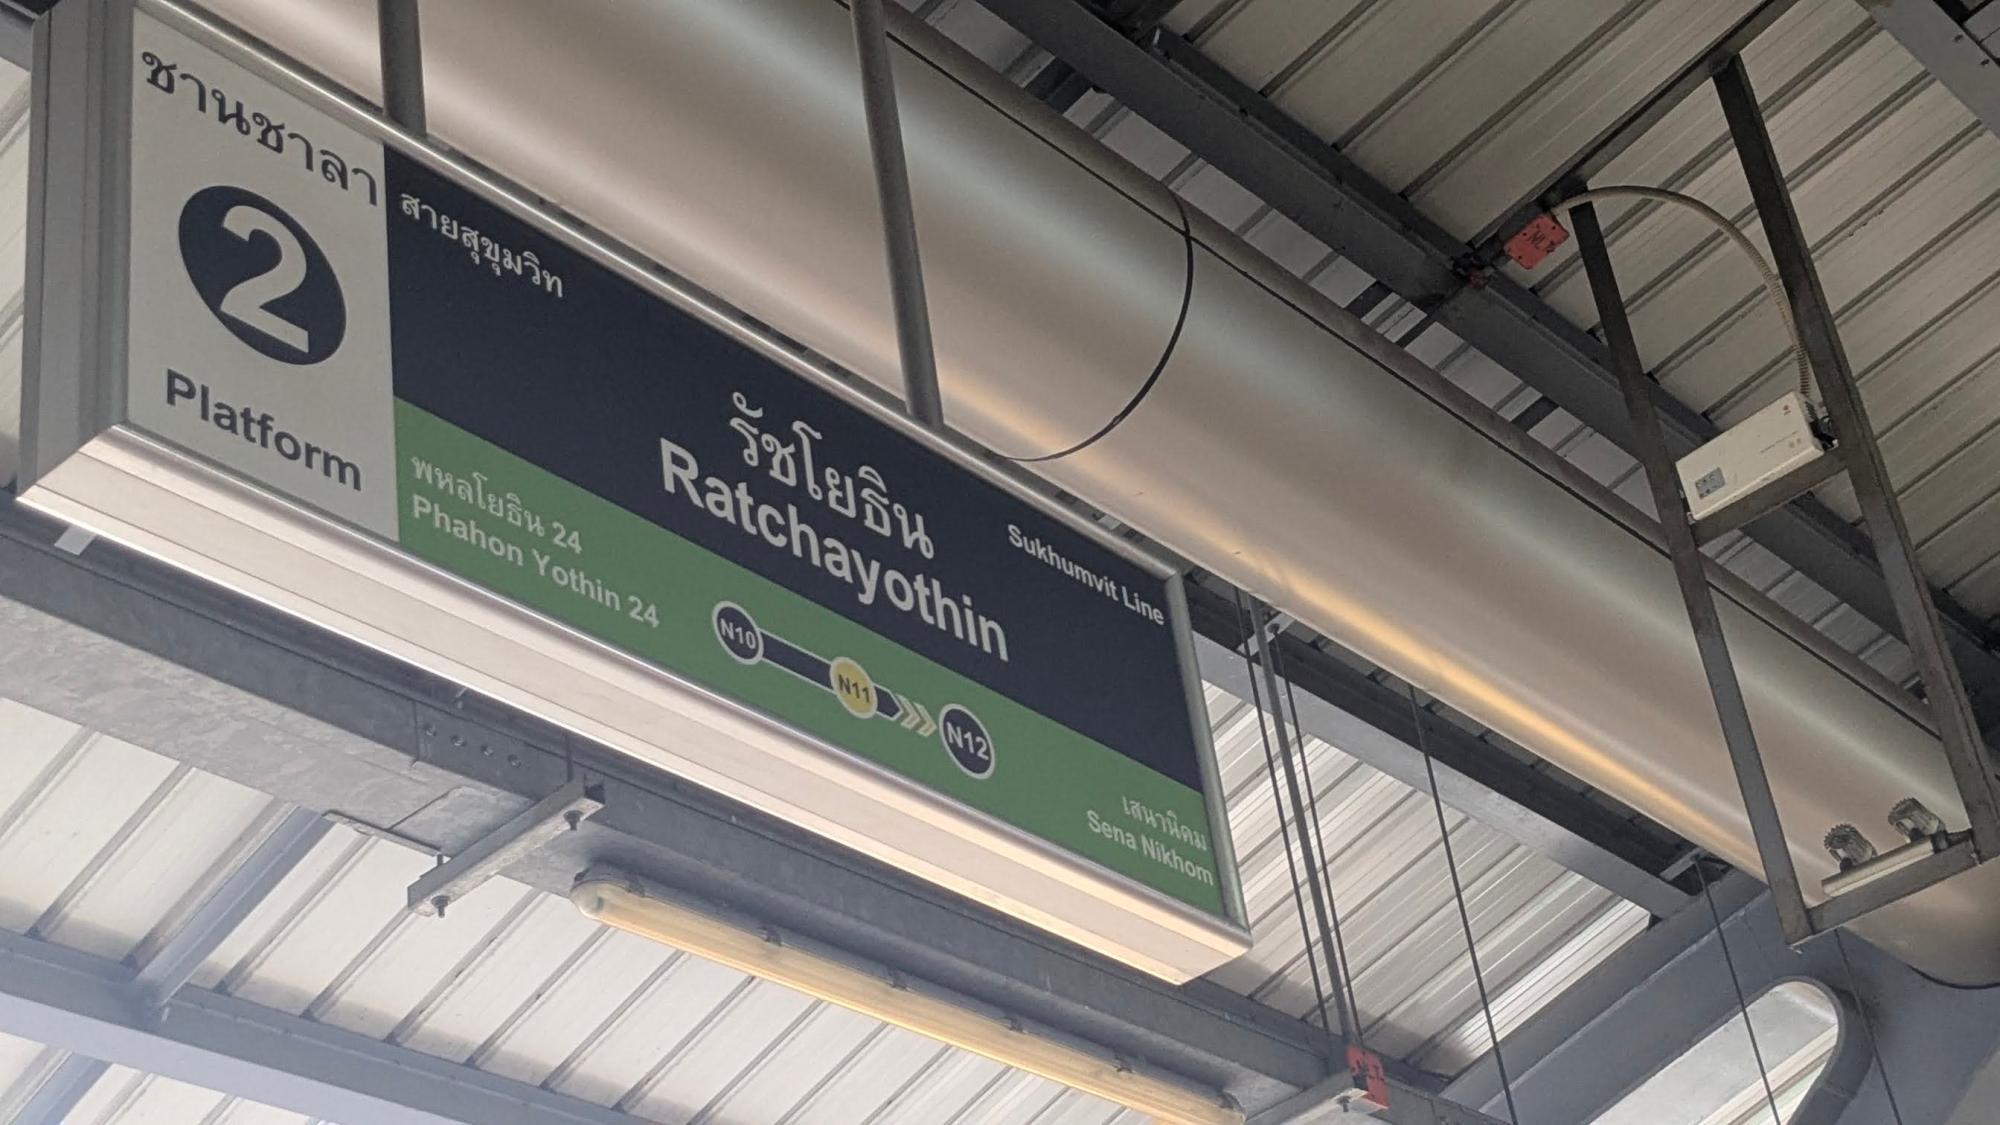 ชานชาลา
2
Platform
สายสุขุมวิท
รัชโยธิน
Ratchayothin
Sukhumvit Line
พหลโยธิน 24
Phahon Yothin 24
N10
N11
N12
เสนานิคม
Sena Nikhom